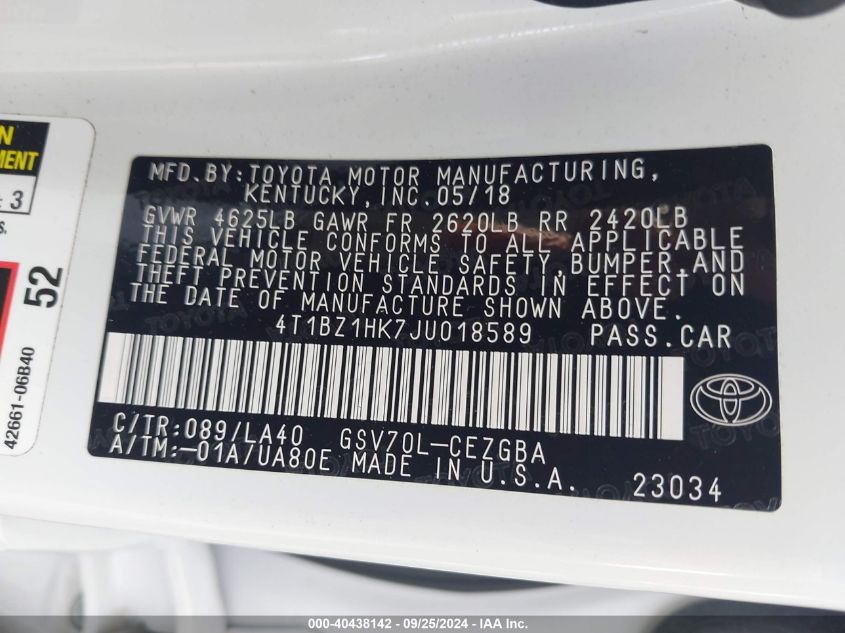 N
MENT
: 3
s.
52
42661-06B40
MFD.BY:TOYOTA MOTOR MANUFACTURING,
KENTUCKY,INC.05/18
GVWR 4625LB GAWR FR 2620LB RR 2420LB
THIS VEHICLE CONFORMS TO ALL APPLICABLE
FEDERAL MOTOR VEHICLE SAFETY,BUMPER,AND
THEFT PREVENTION STANDARDS IN EFFECT ON
THE DATE OF MANUFACTURE SHOWN ABOVE.
4T1BZ1HK7JU018589 PASS.CAR
C/TR:089/LA40 GSV70L-CEZGBA
A/TM:-01A/UA80E MADE IN U.S.A.
23034
000-40438142 - 09/25/2024 - IAA Inc.